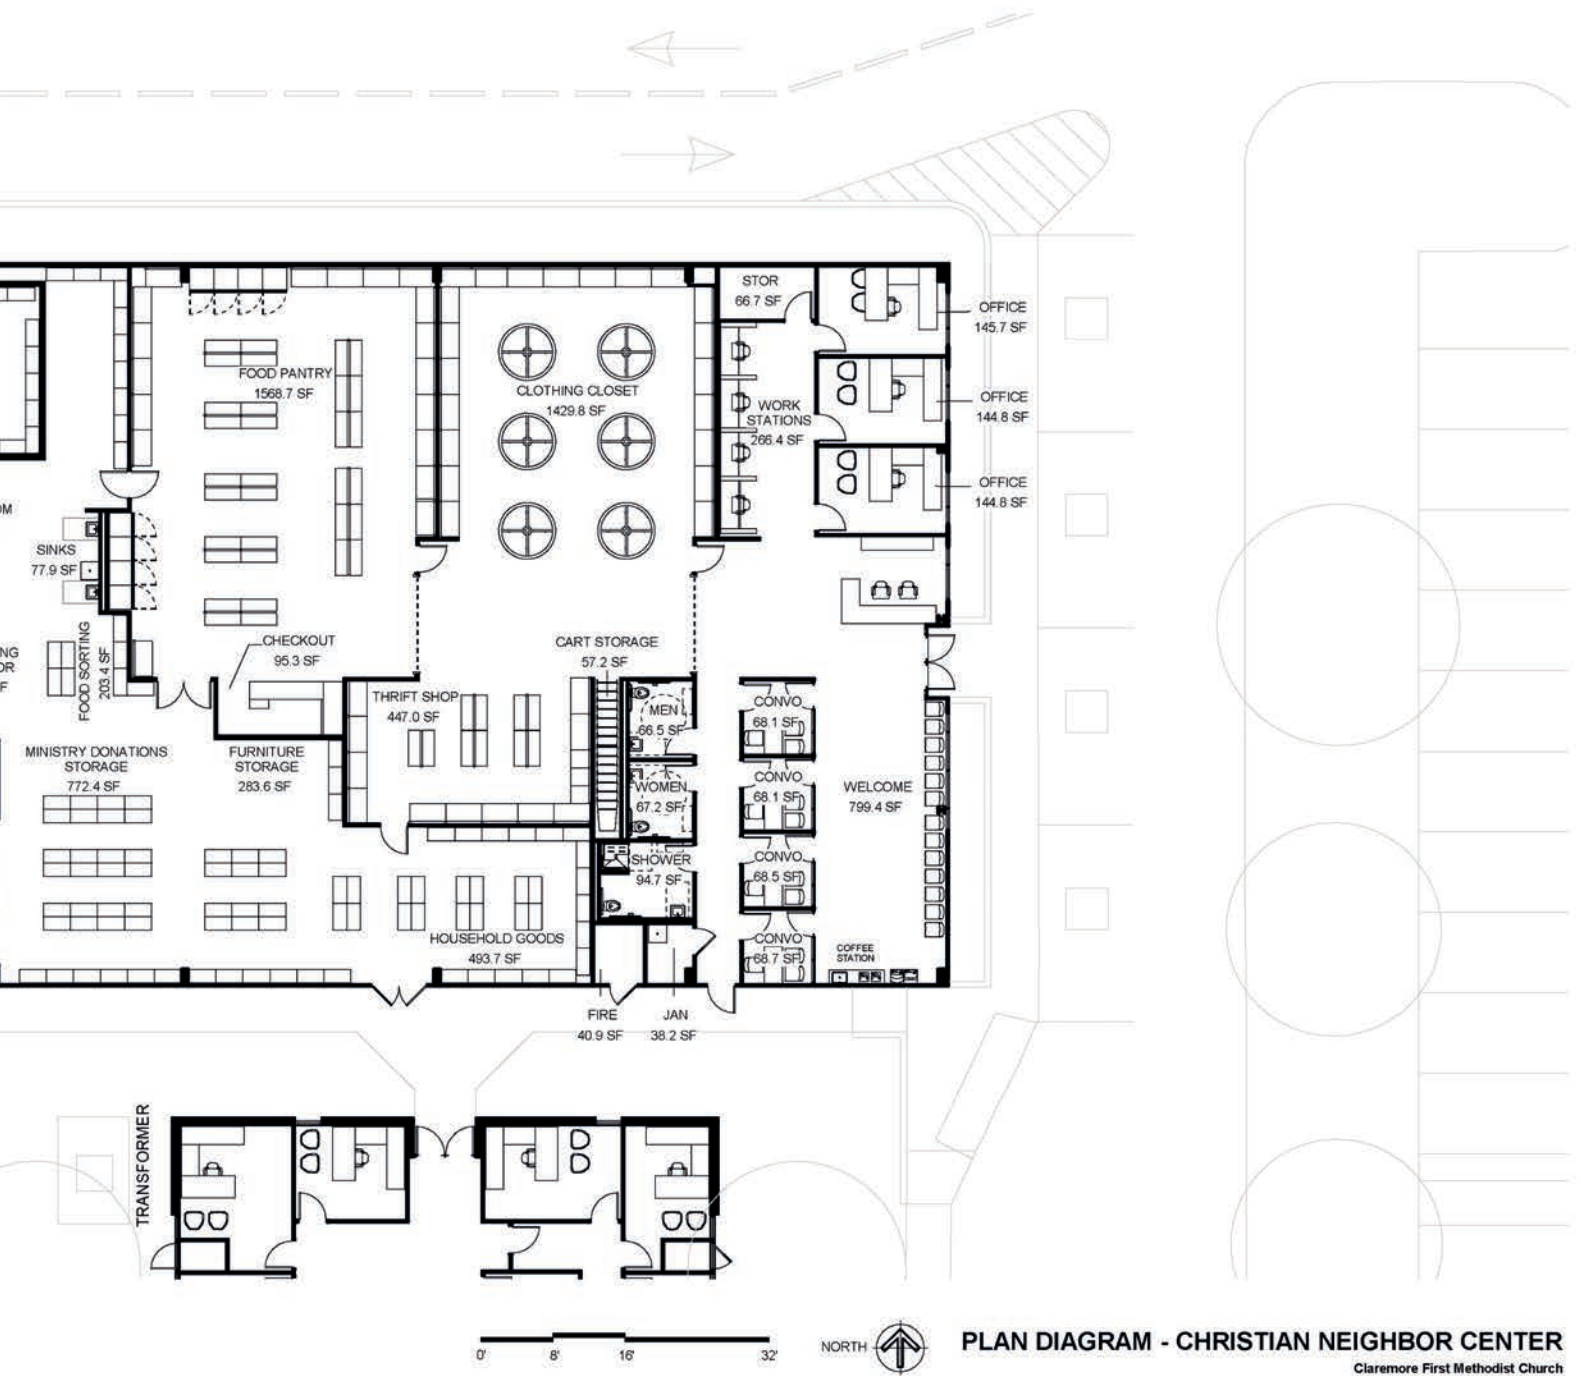 STOR
66.7 SF
OFFICE
145.7 SF
FOOD PANTRY
1568.7 SF
CLOTHING CLOSET
1429.8 SF
WORK
STATIONS
266.4 SF
OFFICE
144.8 SF
OFFICE
144.8 SF
OM
SINKS
77.9 SF
NG
OR
F
FOOD SORTING
203.4 SF
CHECKOUT
95.3 SF
CART STORAGE
57.2 SF
THRIFT SHOP
447.0 SF
MEN
66.5 SF
CONVO
68.1 SF
MINISTRY DONATIONS
STORAGE
772.4 SF
FURNITURE
STORAGE
283.6 SF
WOMEN
67.2 SF
CONVO
68.1 SF
WELCOME
799.4 SF
SHOWER
94.7 SF
CONVO
68.5 SF
HOUSEHOLD GOODS
493.7 SF
CONVO
68.7 SF
COFFEE
STATION
FIRE
40.9 SF
JAN
38.2 SF
TRANSFORMER
0'
8'
16'
32'
NORTH
PLAN DIAGRAM - CHRISTIAN NEIGHBOR CENTER
Claremore First Methodist Church